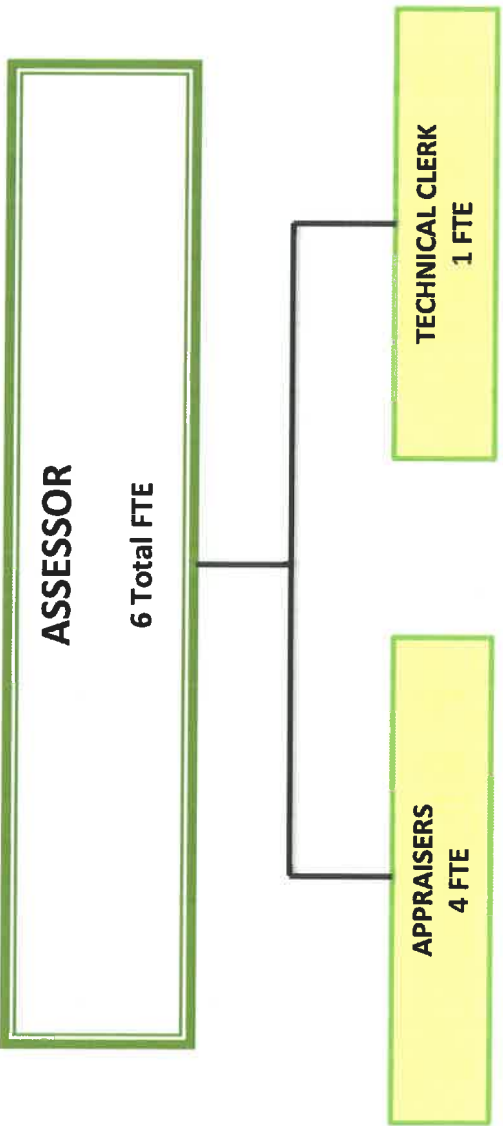 ASSESSOR
6 Total FTE
APPRAISERS
4 FTE
TECHNICAL CLERK
1 FTE